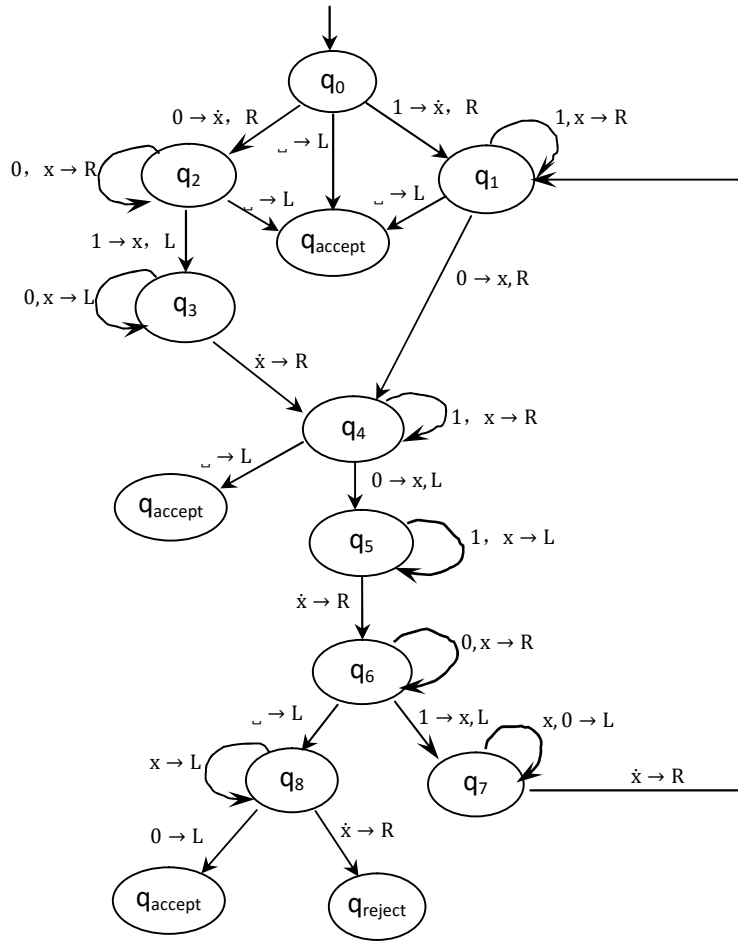 q0
0 → ẋ, R
␣ → L
1 → ẋ, R
1, x → R
0, x → R
q2
q1
␣ → L
␣ → L
qaccept
1 → x, L
0, x → L
q3
0 → x, R
ẋ → R
q4
1, x → R
␣ → L
0 → x, L
qaccept
q5
1, x → L
ẋ → R
q6
0, x → R
␣ → L
1 → x, L
x → L
q8
x, 0 → L
q7
ẋ → R
0 → L
ẋ → R
qaccept
qreject